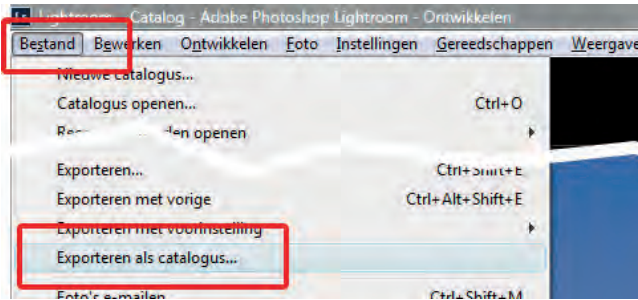 Lightroom - Catalog - Adobe Photoshop Lightroom - Ontwikkelen
Bestand Bewerken Ontwikkelen Foto Instellingen Gereedschappen Weergave
Nieuwe catalogus...
Catalogus openen... Ctrl+O
openen
Exporteren... Ctrl+Shift+E
Exporteren met vorige Ctrl+Alt+Shift+E
Exporteren met voorinstelling
Exporteren als catalogus...
Foto's e-mailen Ctrl+Shift+M